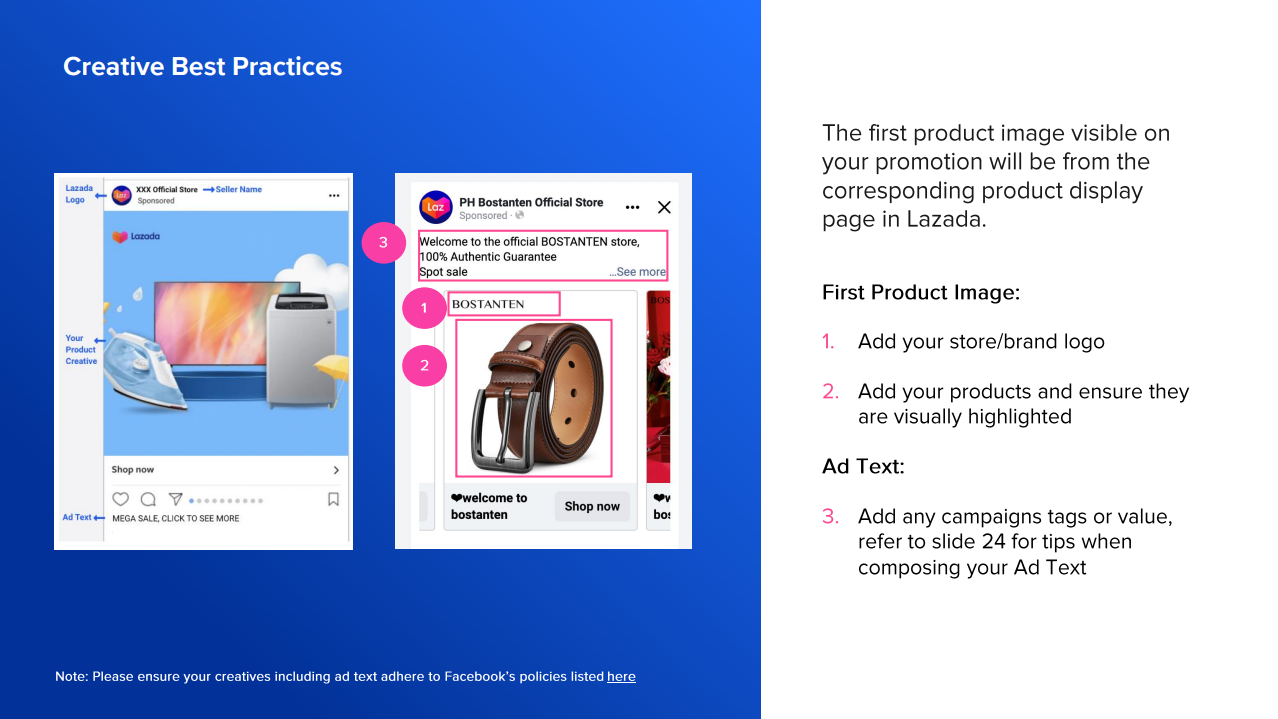 Creative Best Practices
Lazada
Logo
XXX Official Store
Seller Name
Sponsored
Lazada
Your
Product
Creative
Shop now
Ad Text
MEGA SALE, CLICK TO SEE MORE
Laz
PH Bostanten Official Store
Sponsored ·
3
Welcome to the official BOSTANTEN store,
100% Authentic Guarantee
Spot sale
...See more
1
BOSTANTEN
BOS
2
❤welcome to
bostanten
Shop now
❤w
bos
Note: Please ensure your creatives including ad text adhere to Facebook's policies listed here
The first product image visible on
your promotion will be from the
corresponding product display
page in Lazada.
First Product Image:
1. Add your store/brand logo
2. Add your products and ensure they
are visually highlighted
Ad Text:
3. Add any campaigns tags or value,
refer to slide 24 for tips when
composing your Ad Text